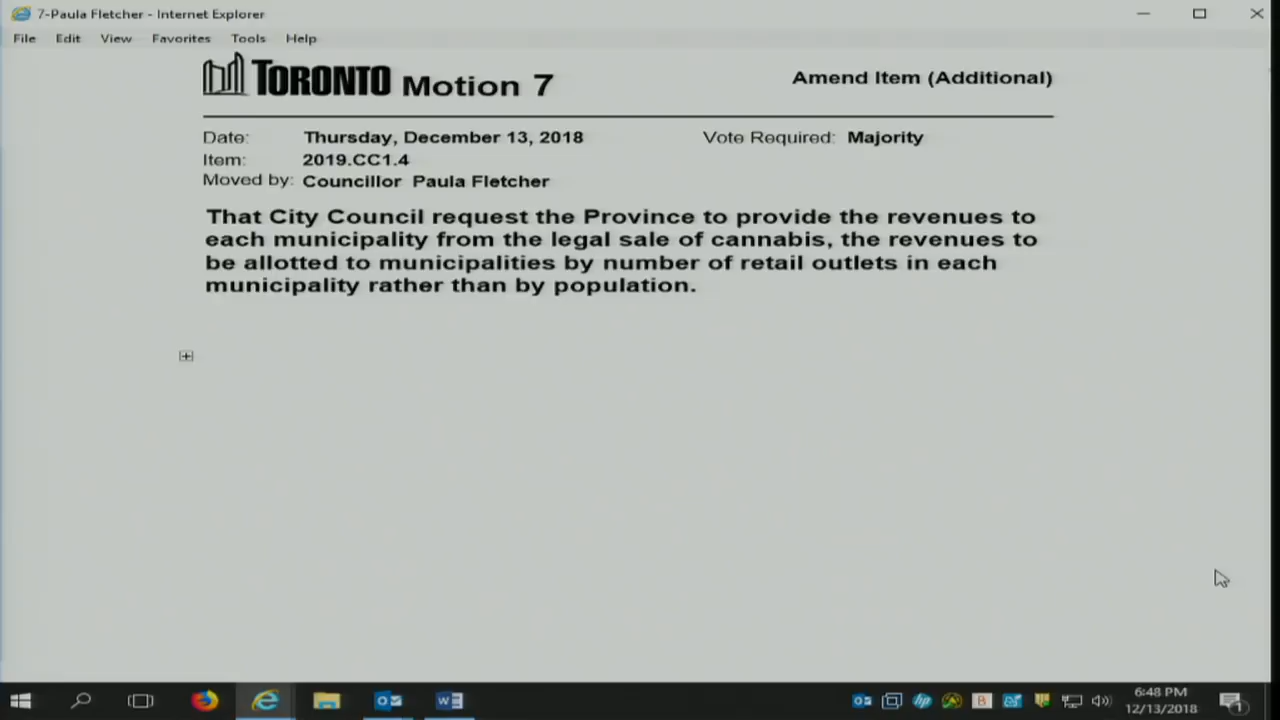 7-Paula Fletcher - Internet Explorer
File Edit View Favorites Tools Help
TORONTO Motion 7
Amend Item (Additional)
Date: Thursday, December 13, 2018
Vote Required: Majority
Item: 2019.CC1.4
Moved by: Councillor Paula Fletcher
That City Council request the Province to provide the revenues to
each municipality from the legal sale of cannabis, the revenues to
be allotted to municipalities by number of retail outlets in each
municipality rather than by population.
6:48 PM
12/13/2018